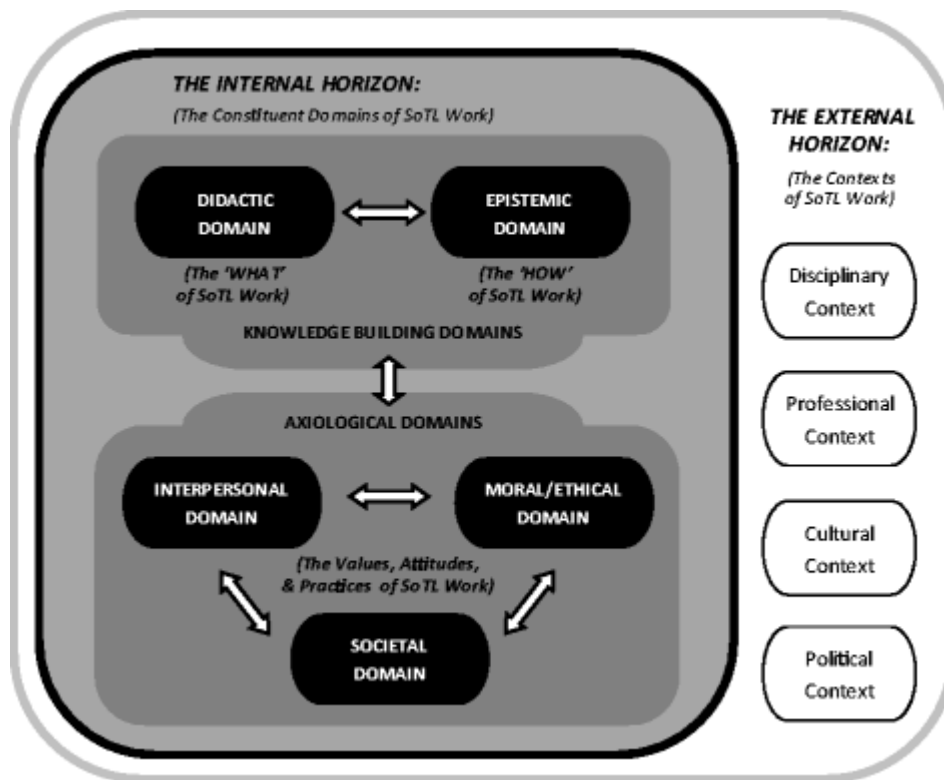 THE INTERNAL HORIZON:
(The Constituent Domains of SoTL Work)
DIDACTIC
DOMAIN
EPISTEMIC
DOMAIN
(The ‘WHAT’
of SoTL Work)
(The ‘HOW’
of SoTL Work)
KNOWLEDGE BUILDING DOMAINS
AXIOLOGICAL DOMAINS
INTERPERSONAL
DOMAIN
MORAL/ETHICAL
DOMAIN
(The Values, Attitudes,
& Practices of SoTL Work)
SOCIETAL
DOMAIN
THE EXTERNAL
HORIZON:
(The Contexts
of SoTL Work)
Disciplinary
Context
Professional
Context
Cultural
Context
Political
Context